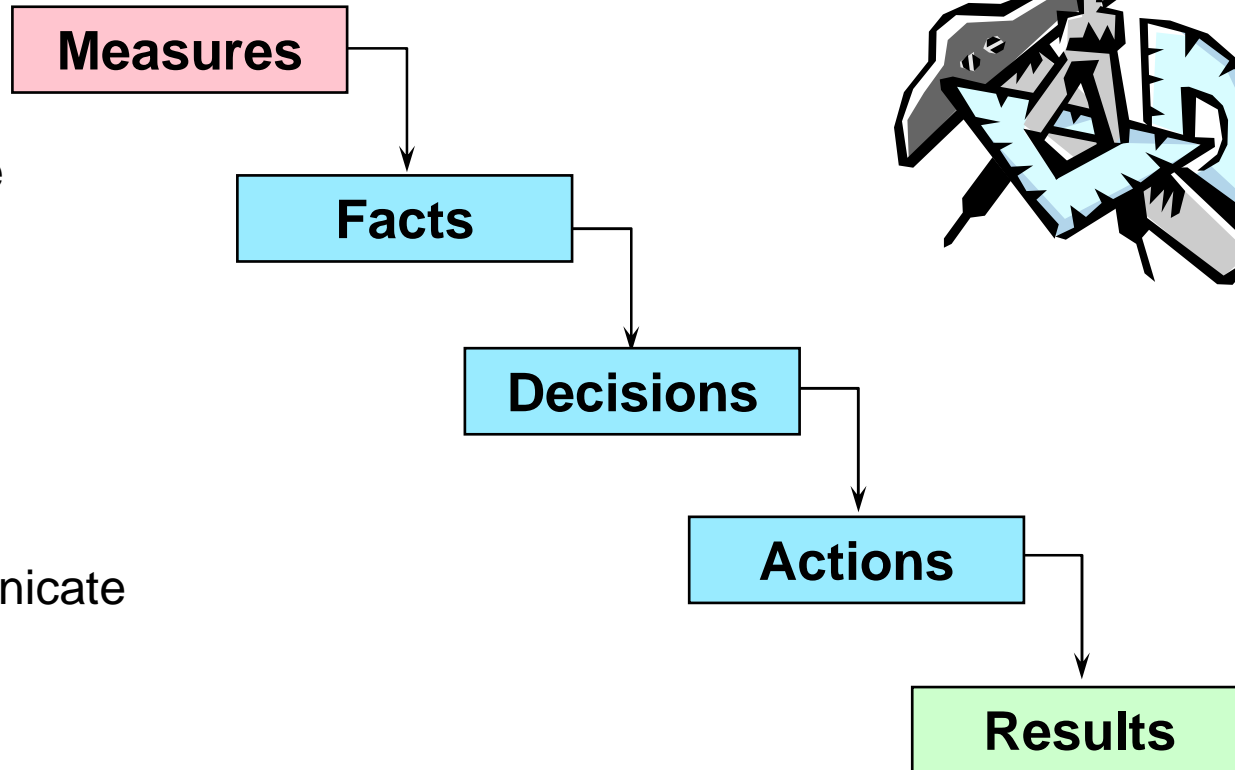 Measures
e
Facts
Decisions
Actions
nicate
Results